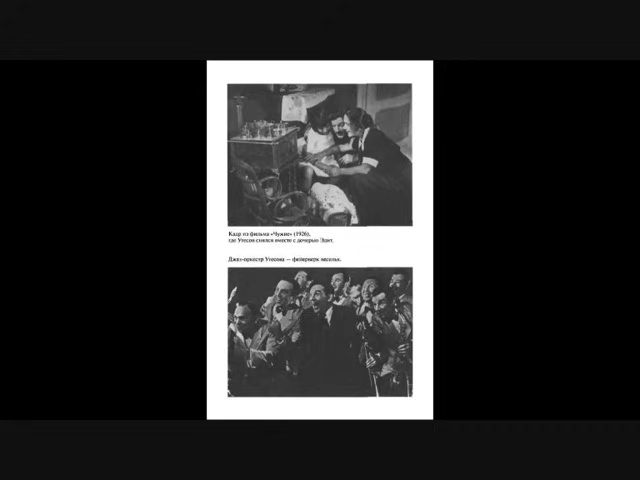 Кадр из фильма «Чужие» (1926),
где Утесов снялся вместе с дочерью Эдит.
Джаз-оркестр Утесова — фейерверк веселья.